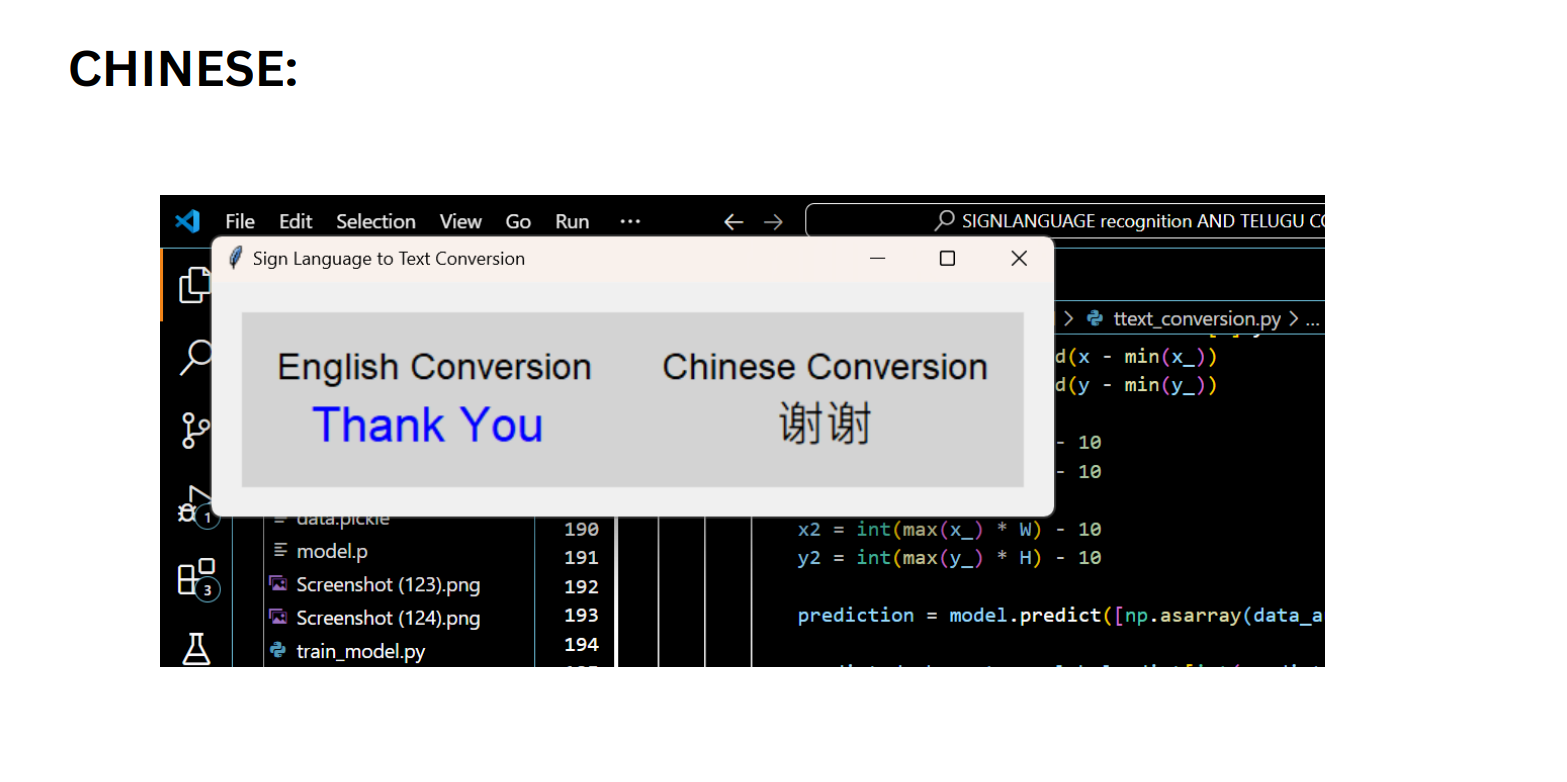 CHINESE:
File Edit Selection View Go Run ...
SIGNLANGUAGE recognition AND TELUGU
Sign Language to Text Conversion
ttext_conversion.py > ...
English Conversion Chinese Conversion
Thank You 谢谢
d(x - min(x_))
d(y - min(y_))
- 10
- 10
1
data.pickle
190 x2 = int(max(x_) * W) - 10
model.p
191 y2 = int(max(y_) * H) - 10
3
Screenshot (123).png
192
Screenshot (124).png
193 prediction = model.predict([np.asarray(data_a
train_model.py
194